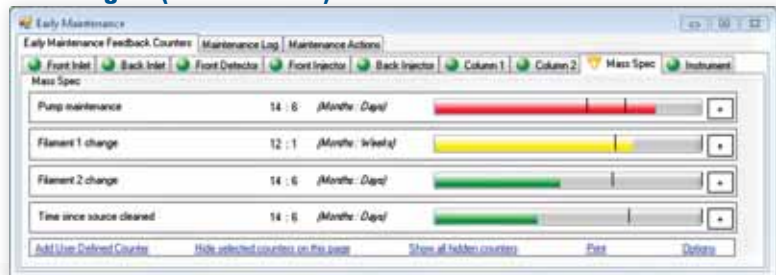 Early Maintenance
Early Maintenance Feedback Counters Maintenance Log Maintenance Actions
Front Inlet Back Inlet Front Detector Front Injector Back Injector Column 1 Column 2 Mass Spec Instrument
Mass Spec
Pump maintenance 14 : 6 (Months : Days)
Filament 1 change 12 : 1 (Months : Weeks)
Filament 2 change 14 : 6 (Months : Days)
Time since source cleaned 14 : 6 (Months : Days)
Add User Defined Counter Hide selected counters on this page Show all hidden counters Print Options